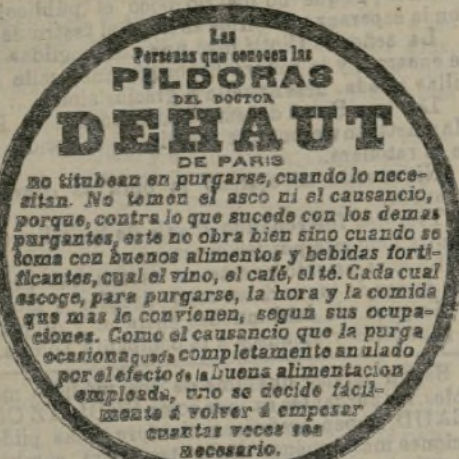 Las
Personas que conocen las
PILDORAS
DEL DOCTOR
DEHAUT
DE PARIS
no titubean en purgarse, cuando lo nece-
sitan. No temen el asco ni el causancio,
porque, contra lo que sucede con los demas
purgantes, este no obra bien sino cuando se
toma con buenos alimentos y bebidas forti-
ficantes, cual el vino, el café, el té. Cada cual
escoge, para purgarse, la hora y la comida
que mas le convienen, segun sus ocupa-
ciones. Como el causancio que la purga
ocasiona queda completamente anulado
por el efecto de la buena alimentacion
empleada, uno se decide fácil-
mente á volver á empezar
cuantas veces sea
necesario.